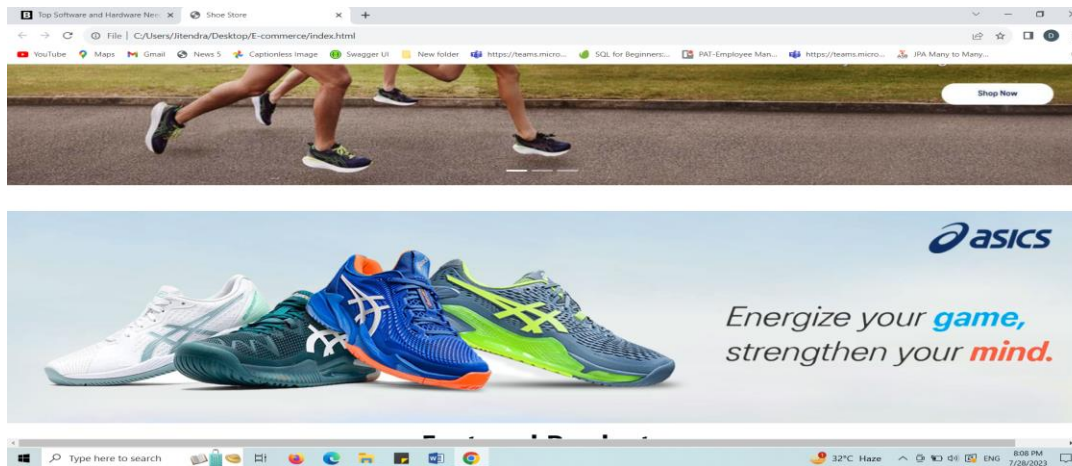 Top Software and Hardware New
Shoe Store
File | C:/Users/Jitendra/Desktop/E-commerce/index.html
YouTube Maps Gmail News 5 Captionless Image Swagger UI New folder https://teams.micro... SQL for Beginners:... PAT-Employee Man... https://teams.micro... JPA Many to Many...
Shop Now
asics
Energize your game,
strengthen your mind.
Type here to search
32°C Haze ENG
8:08 PM
7/28/2023